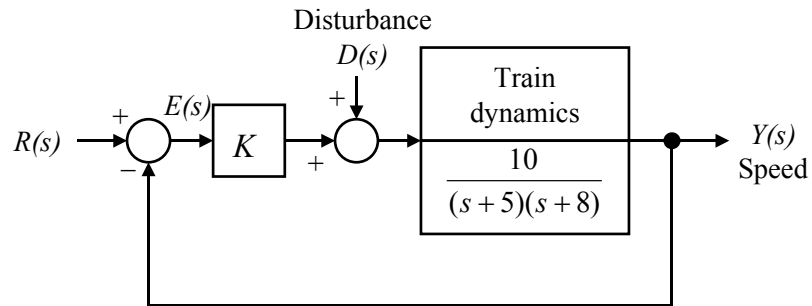 Disturbance
D(s)
+
Train
dynamics
+
E(s)
R(s)
K
Y(s)
−
+
Speed
10
(s + 5)(s + 8)